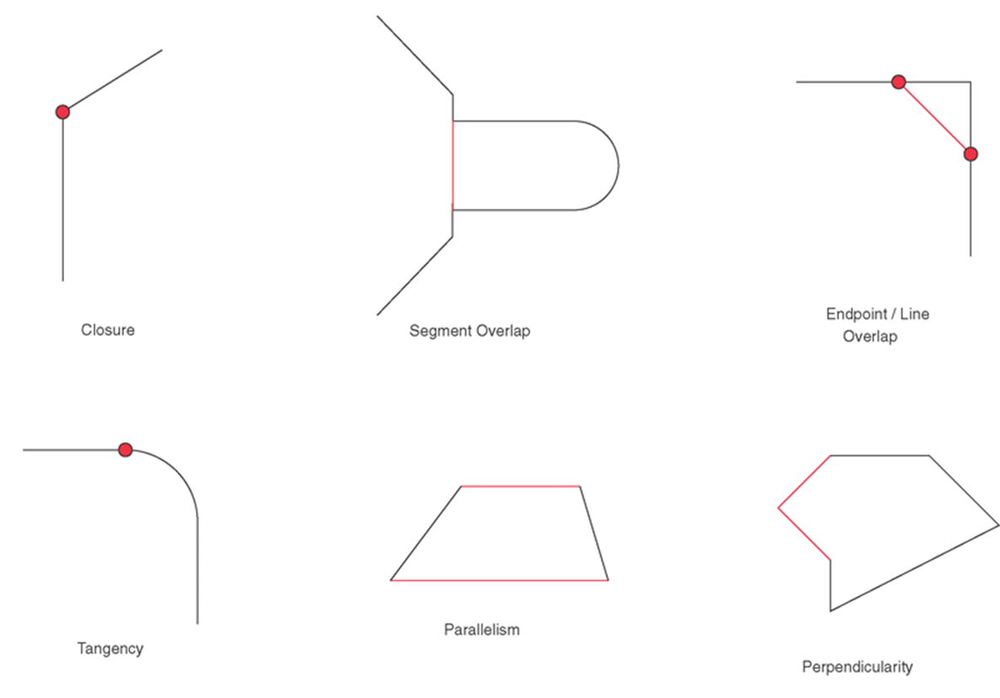 Closure
Segment Overlap
Endpoint / Line
Overlap
Tangency
Parallelism
Perpendicularity